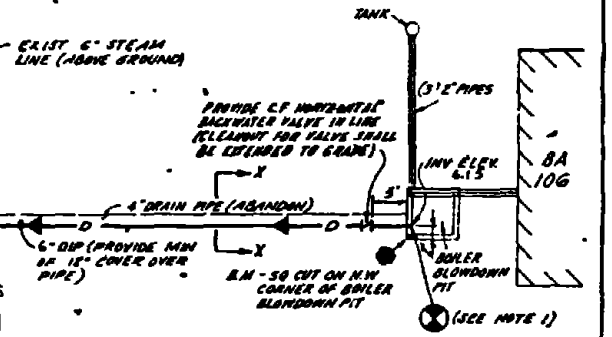 TANK
EXIST 6" STEAM
LINE (ABOVE GROUND)
(3) 2" PIPES
PROVIDE C.F. HORIZONTAL
BACKWATER VALVE IN LINE
(CLEANOUT FOR VALVE SHALL
BE EXTENDED TO GRADE)
BA
106
INV ELEV.
6.15
X
5'
4" DRAIN PIPE (ABANDON)
D
D
6" DIP (PROVIDE MIN
OF 18" COVER OVER
PIPE)
X
B.M - SQ CUT ON N.W
CORNER OF BOILER
BLOWDOWN PIT
BOILER
BLOWDOWN
PIT
(SEE NOTE 1)